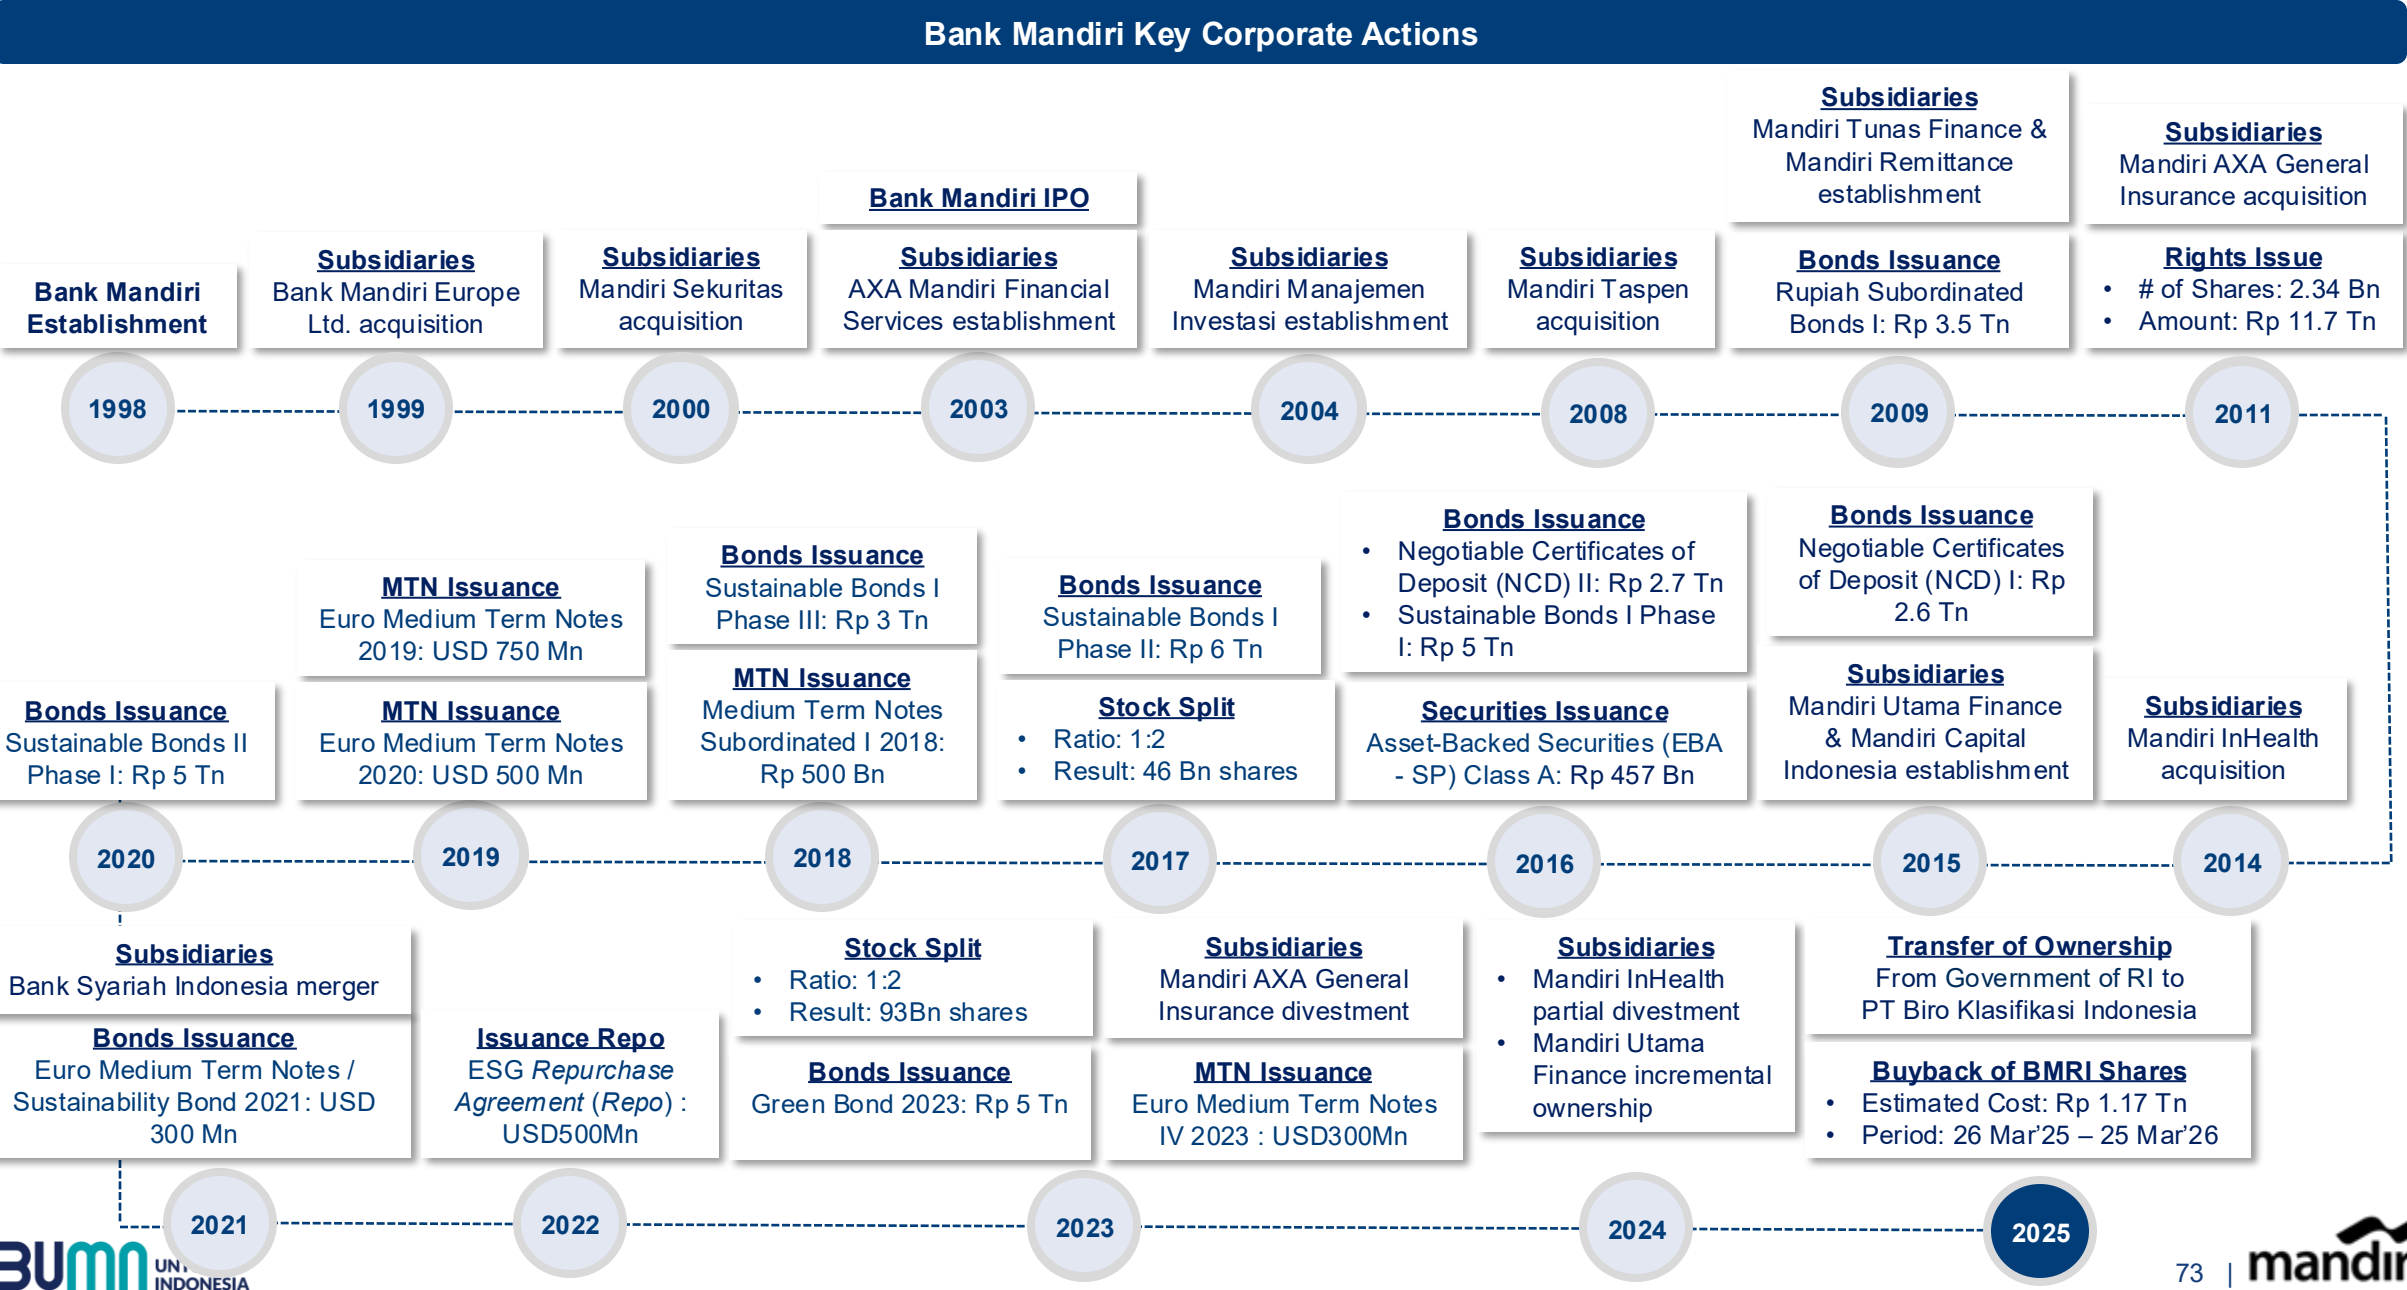 Bank Mandiri Key Corporate Actions
Bank Mandiri
Establishment
1998
Subsidiaries
Bank Mandiri Europe
Ltd. acquisition
1999
Subsidiaries
Mandiri Sekuritas
acquisition
2000
Bank Mandiri IPO
Subsidiaries
AXA Mandiri Financial
Services establishment
2003
Subsidiaries
Mandiri Manajemen
Investasi establishment
2004
Subsidiaries
Mandiri Taspen
acquisition
2008
Subsidiaries
Mandiri Tunas Finance &
Mandiri Remittance
establishment
Bonds Issuance
Rupiah Subordinated
Bonds I: Rp 3.5 Tn
2009
Subsidiaries
Mandiri AXA General
Insurance acquisition
Rights Issue
• # of Shares: 2.34 Bn
• Amount: Rp 11.7 Tn
2011
Bonds Issuance
Sustainable Bonds II
Phase I: Rp 5 Tn
2020
MTN Issuance
Euro Medium Term Notes
2019: USD 750 Mn
MTN Issuance
Euro Medium Term Notes
2020: USD 500 Mn
2019
Bonds Issuance
Sustainable Bonds I
Phase III: Rp 3 Tn
MTN Issuance
Medium Term Notes
Subordinated I 2018:
Rp 500 Bn
2018
Bonds Issuance
Sustainable Bonds I
Phase II: Rp 6 Tn
Stock Split
• Ratio: 1:2
• Result: 46 Bn shares
2017
Bonds Issuance
• Negotiable Certificates of
Deposit (NCD) II: Rp 2.7 Tn
• Sustainable Bonds I Phase
I: Rp 5 Tn
Securities Issuance
Asset-Backed Securities (EBA
- SP) Class A: Rp 457 Bn
2016
Bonds Issuance
Negotiable Certificates
of Deposit (NCD) I: Rp
2.6 Tn
Subsidiaries
Mandiri Utama Finance
& Mandiri Capital
Indonesia establishment
2015
Subsidiaries
Mandiri InHealth
acquisition
2014
Subsidiaries
Bank Syariah Indonesia merger
Bonds Issuance
Euro Medium Term Notes /
Sustainability Bond 2021: USD
300 Mn
2021
Issuance Repo
ESG Repurchase
Agreement (Repo) :
USD500Mn
2022
Stock Split
• Ratio: 1:2
• Result: 93Bn shares
Bonds Issuance
Green Bond 2023: Rp 5 Tn
Subsidiaries
Mandiri AXA General
Insurance divestment
MTN Issuance
Euro Medium Term Notes
IV 2023 : USD300Mn
2023
Subsidiaries
• Mandiri InHealth
partial divestment
• Mandiri Utama
Finance incremental
ownership
2024
Transfer of Ownership
From Government of RI to
PT Biro Klasifikasi Indonesia
Buyback of BMRI Shares
• Estimated Cost: Rp 1.17 Tn
• Period: 26 Mar’25 – 25 Mar’26
2025
BUMN
INDONESIA
73 |
mandiri